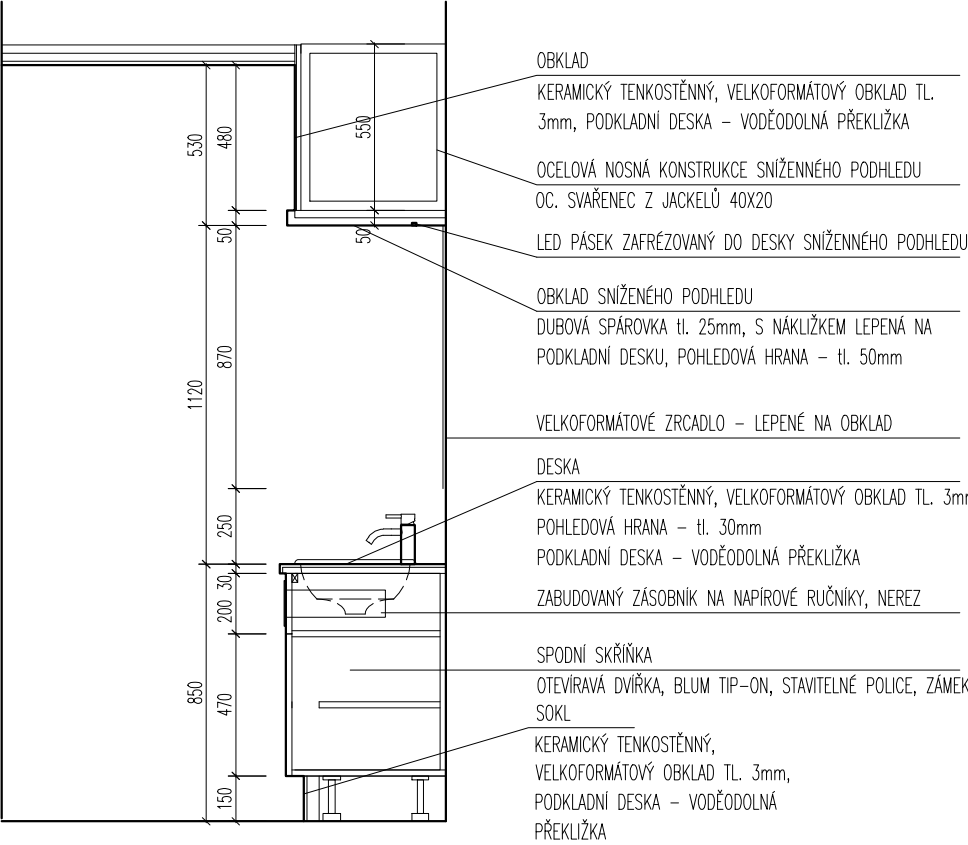 OBKLAD
KERAMICKÝ TENKOSTĚNNÝ, VELKOFORMÁTOVÝ OBKLAD TL.
3mm, PODKLADNÍ DESKA – VODĚODOLNÁ PŘEKLIŽKA
OCELOVÁ NOSNÁ KONSTRUKCE SNÍŽENNÉHO PODHLEDU
OC. SVAŘENEC Z JACKELŮ 40X20
LED PÁSEK ZAFRÉZOVANÝ DO DESKY SNÍŽENNÉHO PODHLEDU
OBKLAD SNÍŽENÉHO PODHLEDU
DUBOVÁ SPÁROVKA tl. 25mm, S NÁKLIŽKEM LEPENÁ NA
PODKLADNÍ DESKU, POHLEDOVÁ HRANA – tl. 50mm
VELKOFORMÁTOVÉ ZRCADLO – LEPENÉ NA OBKLAD
DESKA
KERAMICKÝ TENKOSTĚNNÝ, VELKOFORMÁTOVÝ OBKLAD TL. 3mm
POHLEDOVÁ HRANA – tl. 30mm
PODKLADNÍ DESKA – VODĚODOLNÁ PŘEKLIŽKA
ZABUDOVANÝ ZÁSOBNÍK NA NAPÍROVÉ RUČNÍKY, NEREZ
SPODNÍ SKŘÍŇKA
OTEVÍRAVÁ DVÍŘKA, BLUM TIP-ON, STAVITELNÉ POLICE, ZÁMEK
SOKL
KERAMICKÝ TENKOSTĚNNÝ,
VELKOFORMÁTOVÝ OBKLAD TL. 3mm,
PODKLADNÍ DESKA – VODĚODOLNÁ
PŘEKLIŽKA
530
480
550
50
50
1120
870
250
30
200
850
470
150